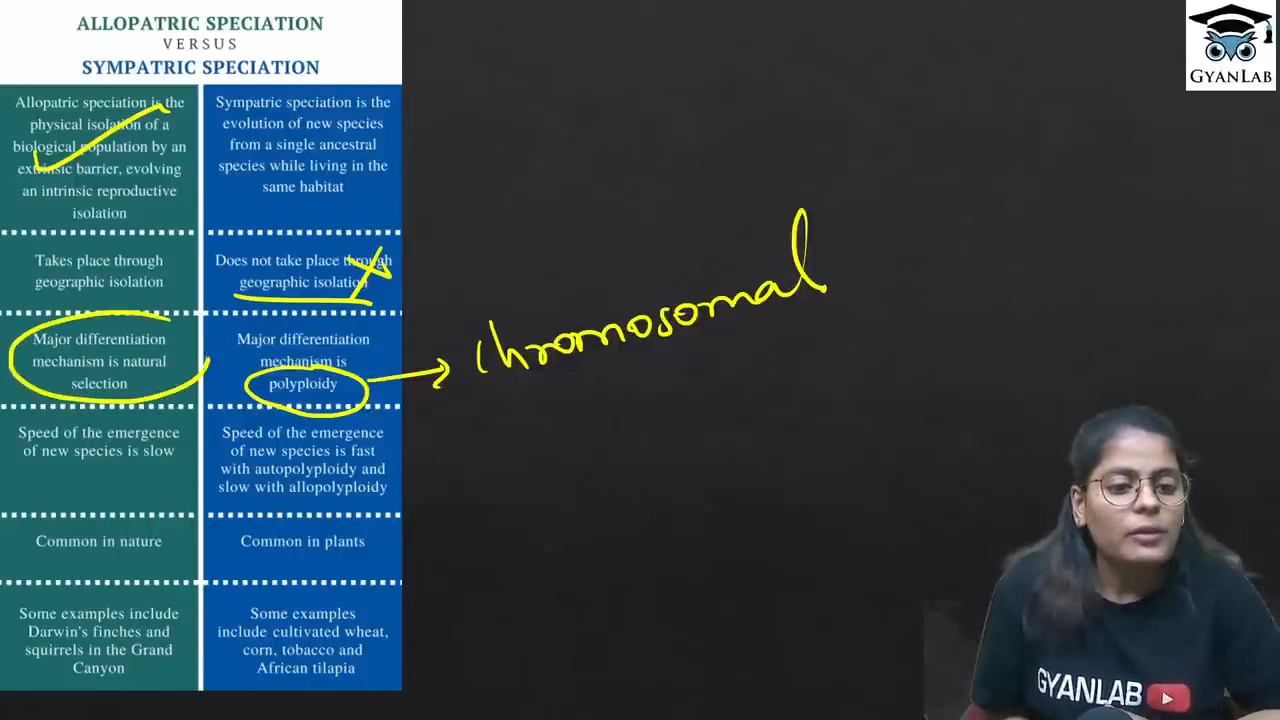 ALLOPATRIC SPECIATION
VERSUS
SYMPATRIC SPECIATION
Allopatric speciation is the
physical isolation of a
biological population by an
extrinsic barrier, evolving
an intrinsic reproductive
isolation
Sympatric speciation is the
evolution of new species
from a single ancestral
species while living in the
same habitat
Takes place through
geographic isolation
Does not take place through
geographic isolation
Major differentiation
mechanism is natural
selection
Major differentiation
mechanism is
polyploidy
chromosomal
Speed of the emergence
of new species is slow
Speed of the emergence
of new species is fast
with autopolyploidy and
slow with allopolyploidy
Common in nature
Common in plants
Some examples include
Darwin's finches and
squirrels in the Grand
Canyon
Some examples
include cultivated wheat,
corn, tobacco and
African tilapia
GYANLAB
GYANLAB